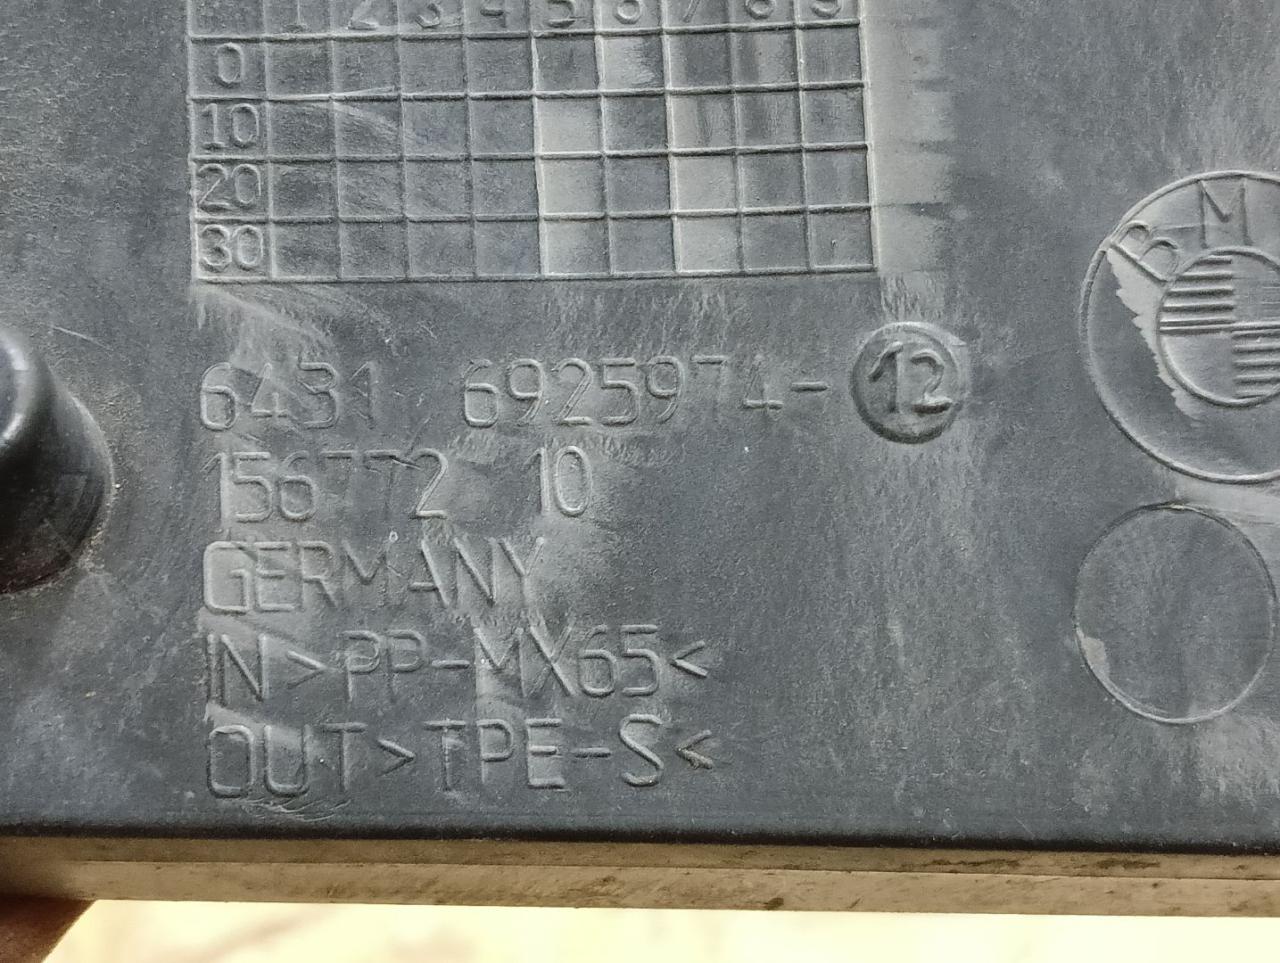 1 2 3 4 5 6 7 8 9
0
10
20
30
6431 6925974- 12
156772 10
GERMANY
IN >PP-MX65<
OUT >TPE-S<
BM